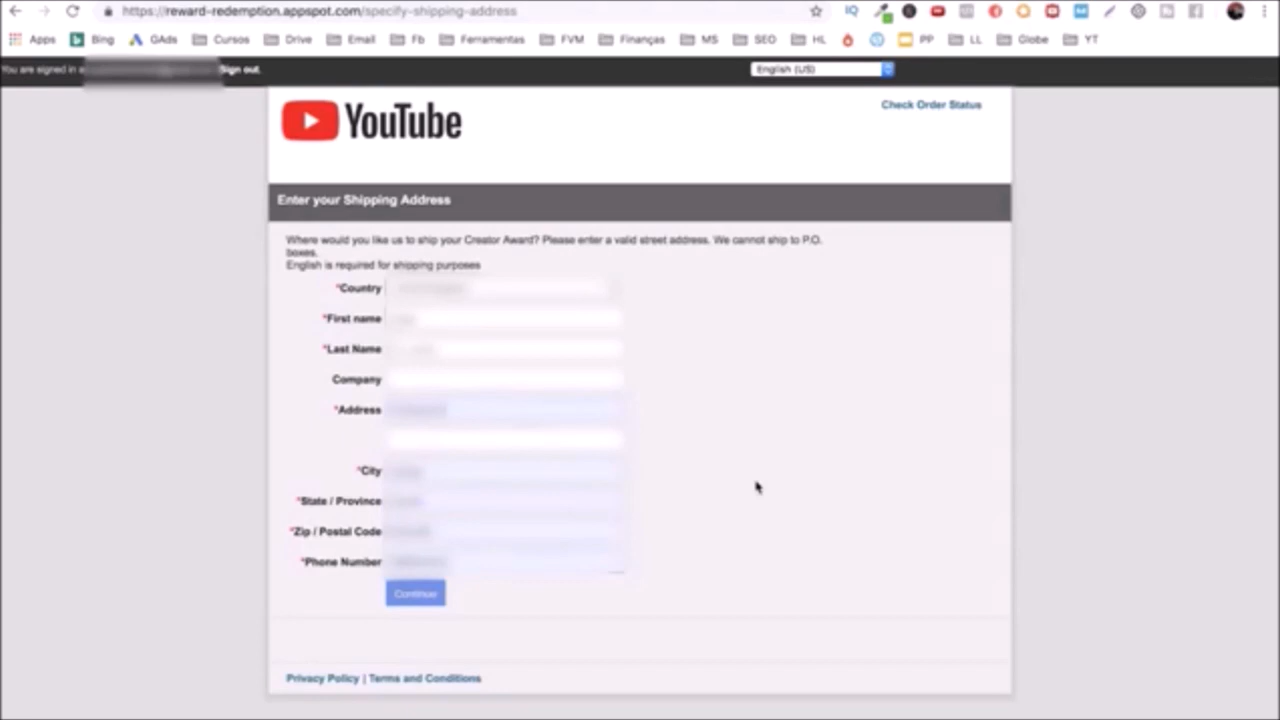 https://reward-redemption.appspot.com/specify-shipping-address
Apps Bing GAds Cursos Drive Email Fb Ferramentas FVM Finanças MS SEO HL PP LL Globe YT
You are signed in a
Sign out.
English (US)
YouTube
Check Order Status
Enter your Shipping Address
Where would you like us to ship your Creator Award? Please enter a valid street address. We cannot ship to P.O.
boxes.
English is required for shipping purposes
*Country
*First name
*Last Name
Company
*Address
*City
*State / Province
*Zip / Postal Code
*Phone Number
Continue
Privacy Policy | Terms and Conditions